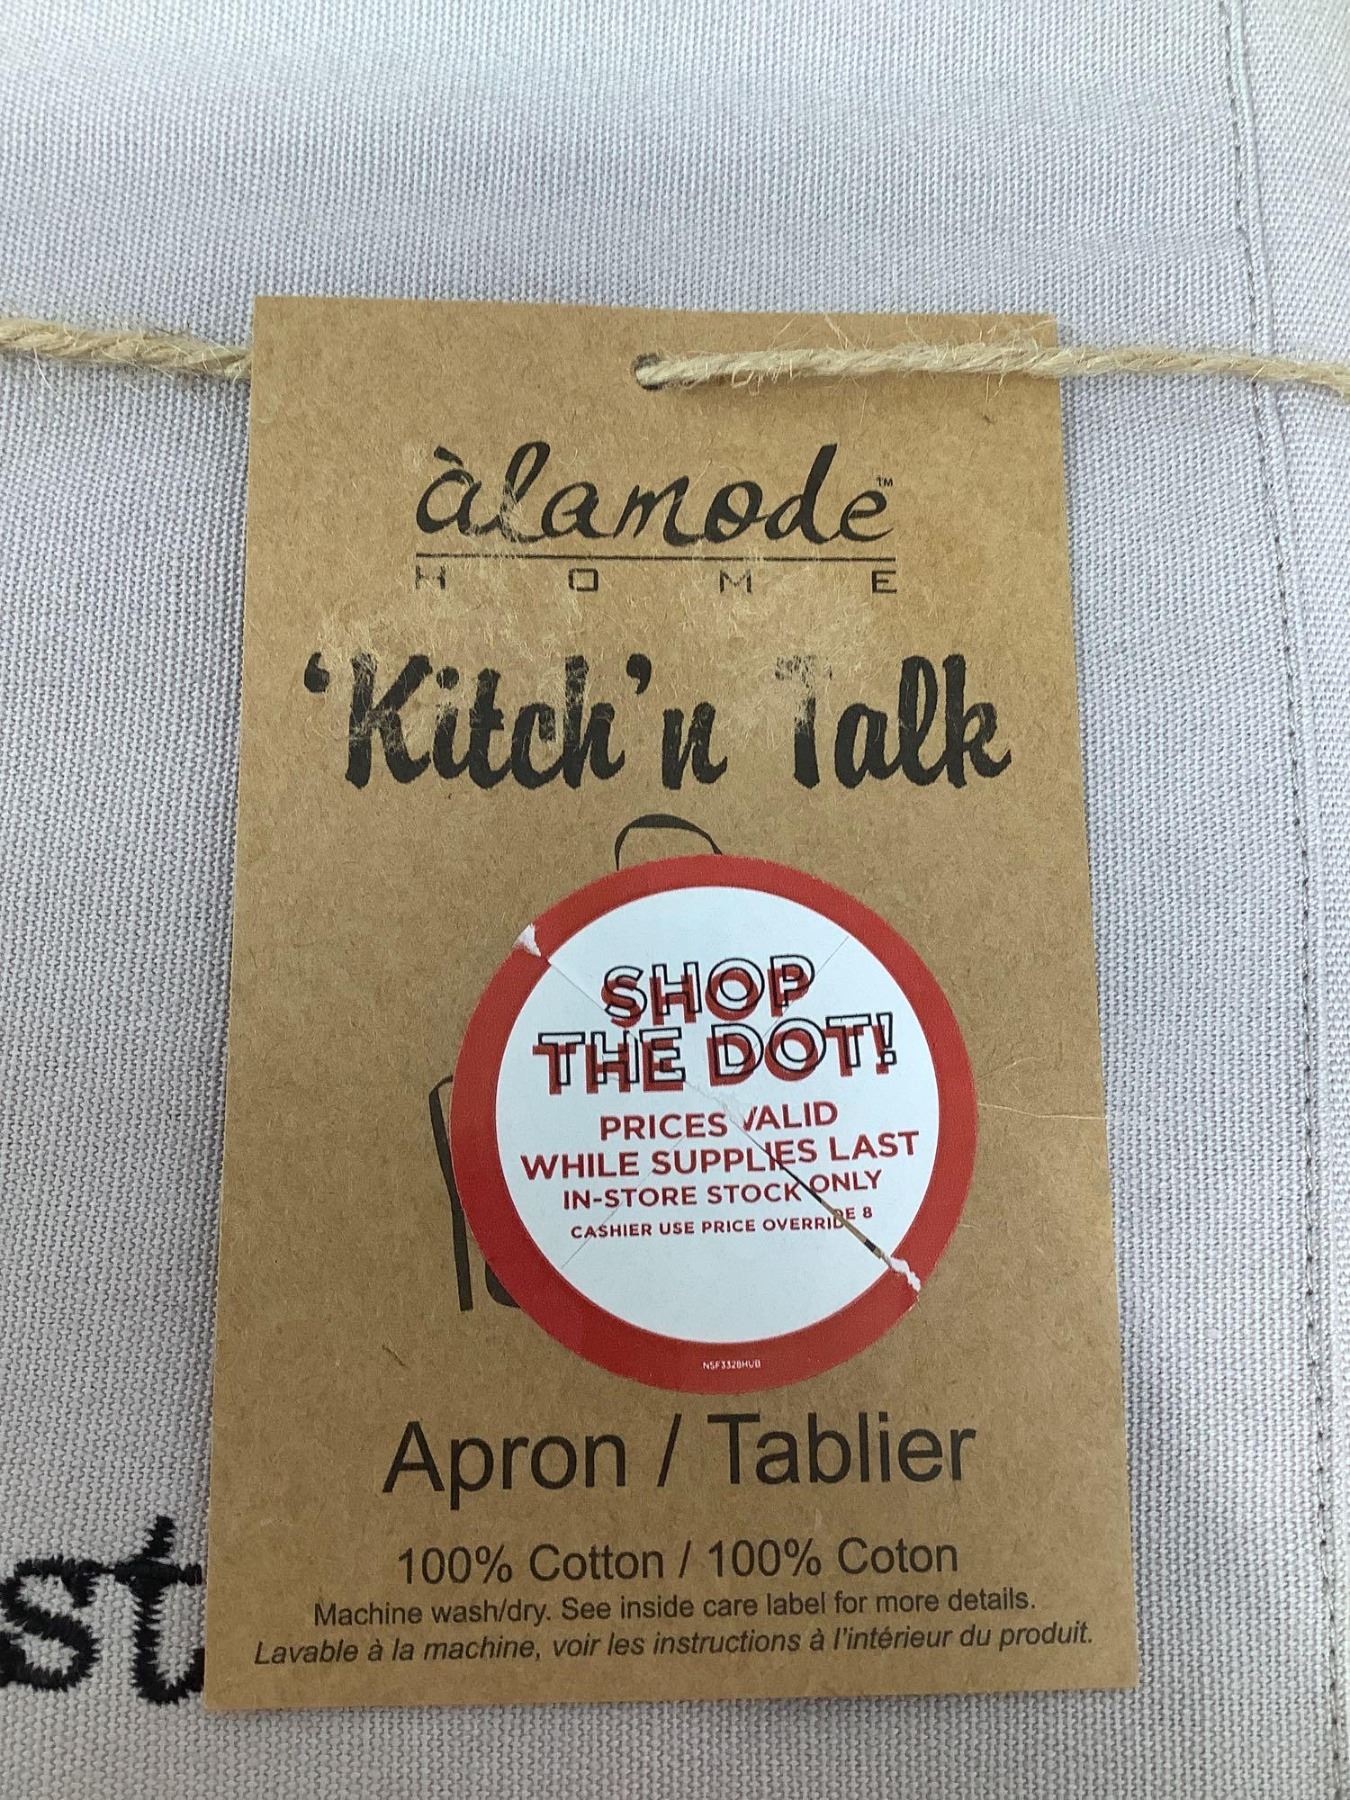 àlamode™
HOME
‘Kitch’n Talk
SHOP
THE DOT!
PRICES VALID
WHILE SUPPLIES LAST
IN-STORE STOCK ONLY
CASHIER USE PRICE OVERRIDE 8
NSF3328HUB
Apron / Tablier
100% Cotton / 100% Coton
Machine wash/dry. See inside care label for more details.
Lavable à la machine, voir les instructions à l'intérieur du produit.
st